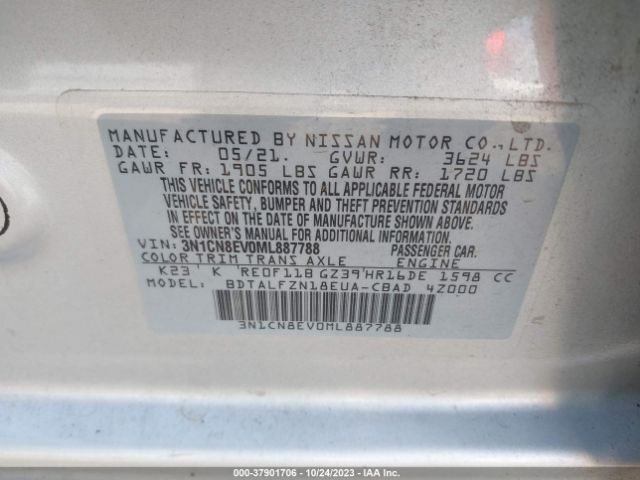 MANUFACTURED BY NISSAN MOTOR CO., LTD.
DATE: 05/21. GVWR: 3624 LBS
GAWR FR: 1905 LBS GAWR RR: 1720 LBS
THIS VEHICLE CONFORMS TO ALL APPLICABLE FEDERAL MOTOR
VEHICLE SAFETY, BUMPER AND THEFT PREVENTION STANDARDS
IN EFFECT ON THE DATE OF MANUFACTURE SHOWN ABOVE.
SEE OWNER'S MANUAL FOR ADDITIONAL INFORMATION.
VIN: 3N1CN8EV0ML887788 PASSENGER CAR.
COLOR TRIM TRANS AXLE ENGINE
K23 K RE0F11B GZ39 HR16DE 1598 CC
MODEL: BDTALFZN18EUA-CBAD 4Z000
3N1CN8EV0ML887788
000-37901706 - 10/24/2023 - IAA, Inc.